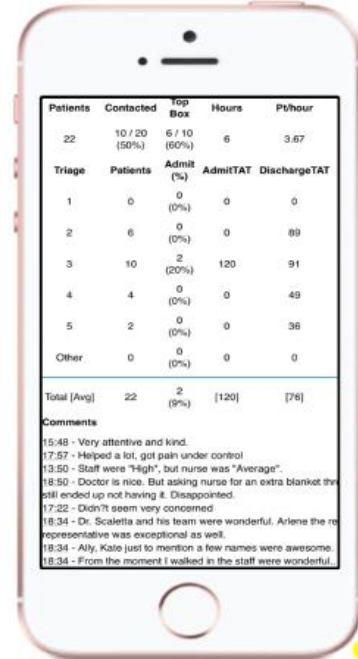 Patients Contacted Top Box Hours Pt/hour
22 10 / 20 (50%) 6 / 10 (60%) 6 3.67
Triage Patients Admit (%) AdmitTAT DischargeTAT
1 0 0 (0%) 0 0
2 6 0 (0%) 0 89
3 10 2 (20%) 120 91
4 4 0 (0%) 0 49
5 2 0 (0%) 0 36
Other 0 0 (0%) 0 0
Total [Avg] 22 2 (9%) [120] [76]
Comments
15:48 - Very attentive and kind.
17:57 - Helped a lot, got pain under control
13:50 - Staff were "High", but nurse was "Average".
18:50 - Doctor is nice. But asking nurse for an extra blanket thr
still ended up not having it. Disappointed.
17:22 - Didn?t seem very concerned
18:34 - Dr. Scaletta and his team were wonderful. Arlene the re
representative was exceptional as well.
18:34 - Ally, Kate just to mention a few names were awesome.
18:34 - From the moment I walked in the staff were wonderful...